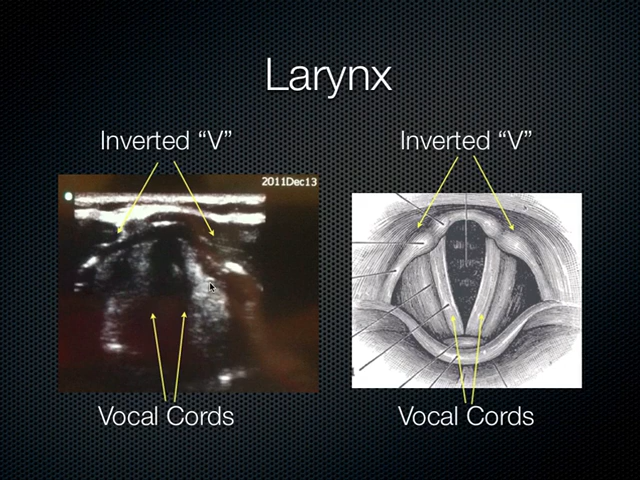 Larynx
Inverted “V”
Inverted “V”
2011Dec13
Vocal Cords
Vocal Cords